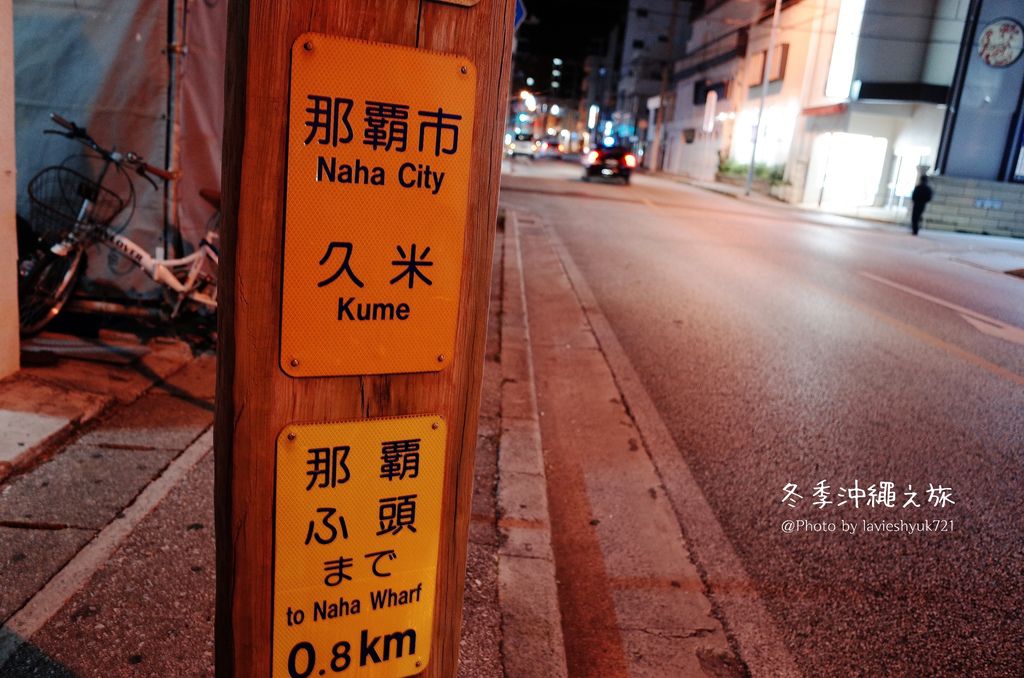 那覇市
Naha City
久米
Kume
那覇
ふ頭
まで
to Naha Wharf
0.8km
冬季沖繩之旅
@Photo by lavieshyuk721